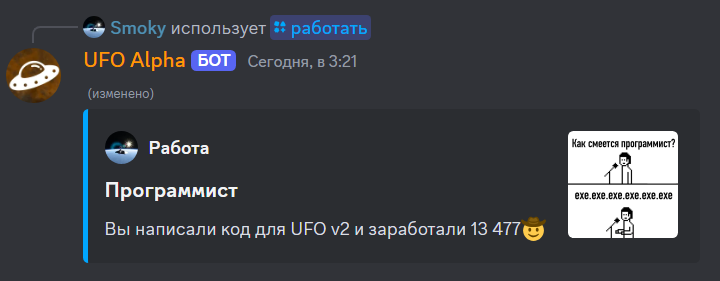 Smoky использует работать
UFO Alpha БОТ Сегодня, в 3:21
(изменено)
Работа
Программист
Вы написали код для UFO v2 и заработали 13 477🤠
Как смеется программист?
exe.exe.exe.exe.exe.exe